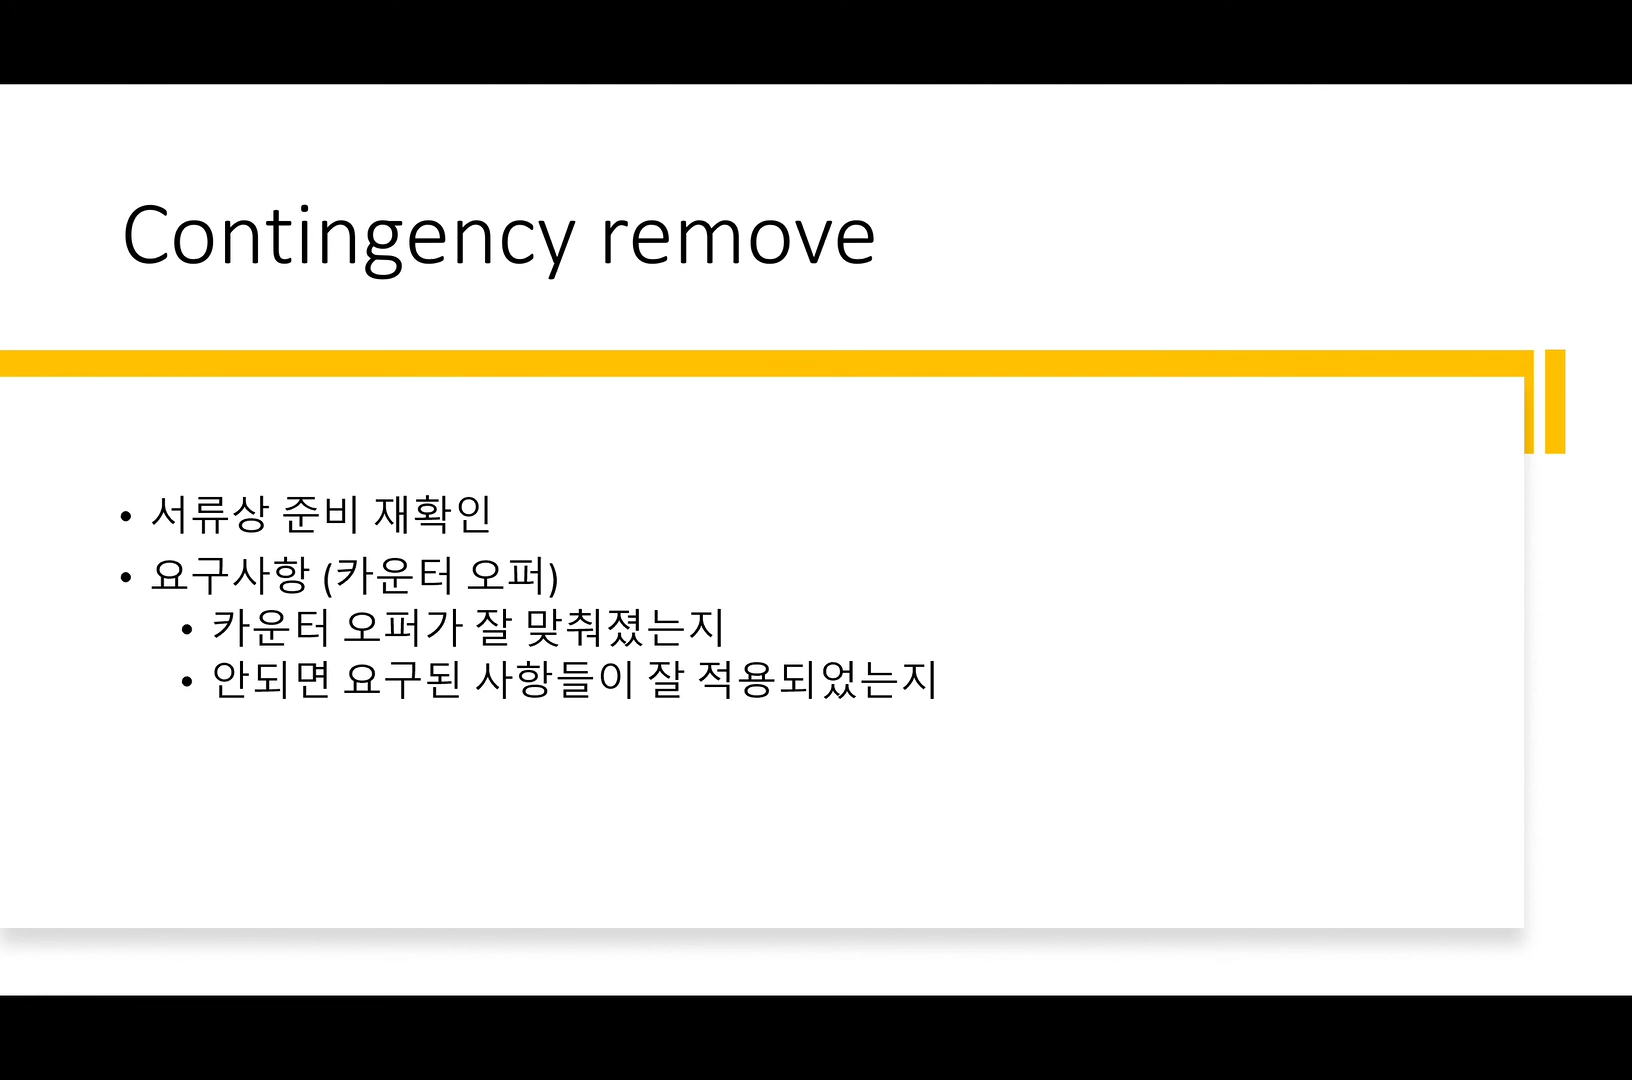 Contingency remove
• 서류상 준비 재확인
• 요구사항 (카운터 오퍼)
• 카운터 오퍼가 잘 맞춰졌는지
• 안되면 요구된 사항들이 잘 적용되었는지